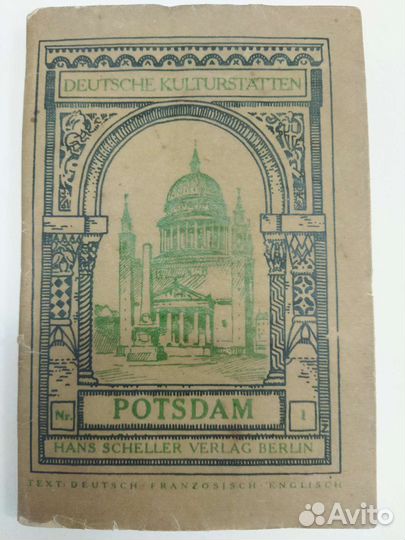 DEUTSCHE KULTURSTÄTTEN
Nr. POTSDAM 1
HANS SCHELLER VERLAG BERLIN
TEXT: DEUTSCH · FRANZÖSISCH · ENGLISCH
Avito